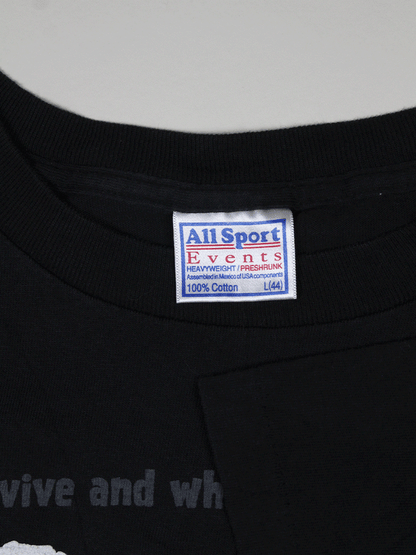 All Sport
Events
HEAVYWEIGHT/PRESHRUNK
Assembled in Mexico of USA components
100% Cotton L(44)
vive and wh